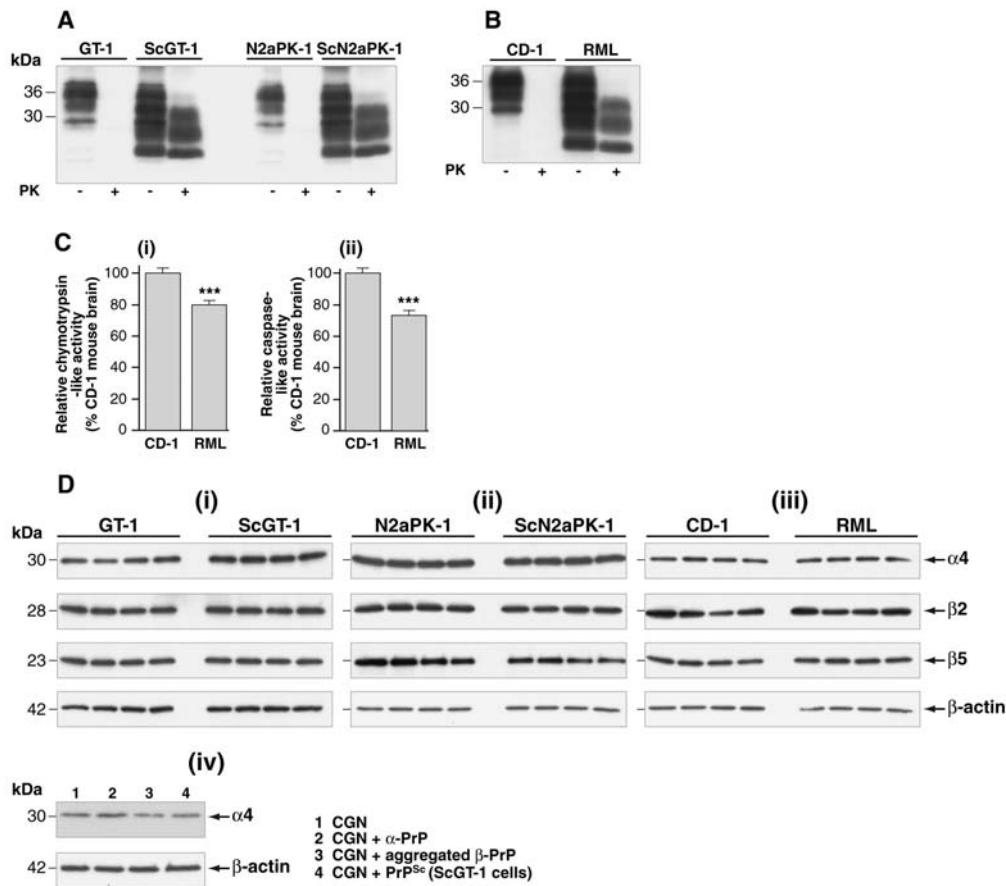 A
GT-1 ScGT-1 N2aPK-1 ScN2aPK-1
kDa
36
30
PK - + - + - + - +
B
CD-1 RML
kDa
36
30
PK - + - +
C
(i)
Relative chymotrypsin
-like activity
(% CD-1 mouse brain)
100
80
60
40
20
0
***
CD-1 RML
(ii)
Relative caspase-
like activity
(% CD-1 mouse brain)
100
80
60
40
20
0
***
CD-1 RML
D
(i) (ii) (iii)
kDa GT-1 ScGT-1 N2aPK-1 ScN2aPK-1 CD-1 RML
30 α4
28 β2
23 β5
42 β-actin
(iv)
kDa 1 2 3 4
30 α4
42 β-actin
1 CGN
2 CGN + α-PrP
3 CGN + aggregated β-PrP
4 CGN + PrPSc (ScGT-1 cells)